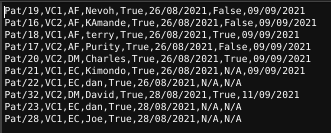 Pat/19,VC1,AF,Nevoh,True,26/08/2021,False,09/09/2021
Pat/16,VC2,AF,KAmande,True,26/08/2021,False,09/09/2021
Pat/18,VC1,AF,terry,True,26/08/2021,True,09/09/2021
Pat/17,VC2,AF,Purity,True,26/08/2021,False,09/09/2021
Pat/20,VC2,DM,Charles,True,26/08/2021,True,09/09/2021
Pat/21,VC1,EC,Kimondo,True,26/08/2021,N/A,09/09/2021
Pat/22,VC1,EC,dan,True,26/08/2021,N/A,N/A
Pat/32,VC2,DM,David,True,28/08/2021,True,11/09/2021
Pat/23,VC1,EC,dan,True,28/08/2021,N/A,N/A
Pat/28,VC1,EC,Joe,True,28/08/2021,N/A,N/A